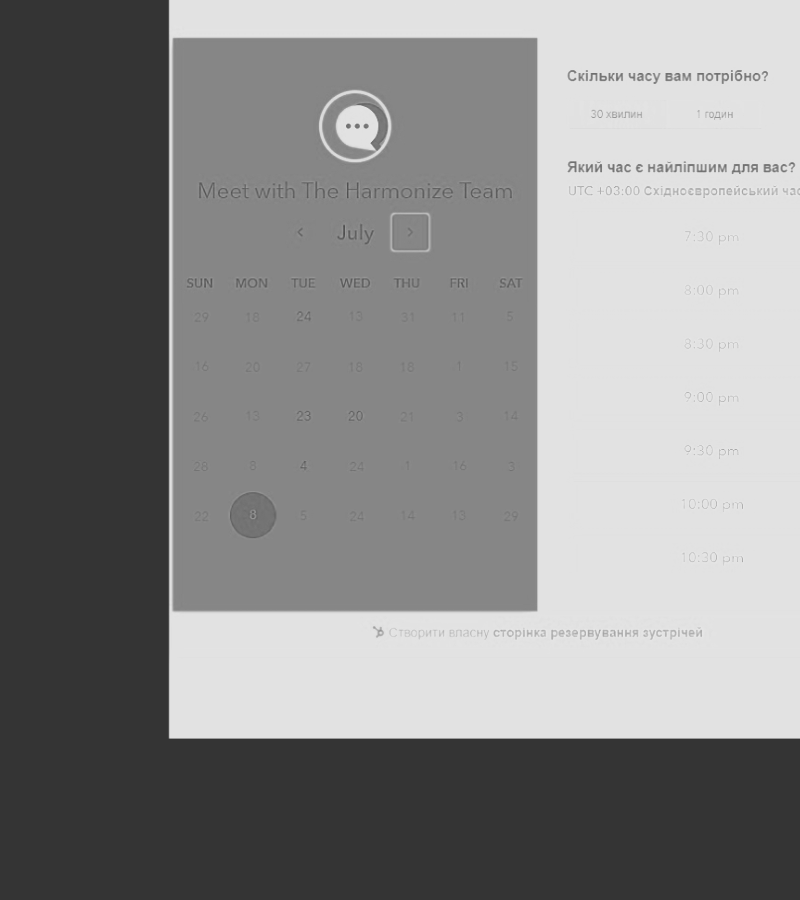 Meet with The Harmonize Team
July
SUN MON TUE WED THU FRI SAT
29 18 24 13 31 11 5
16 20 27 18 18 1 15
26 13 23 20 21 3 14
28 8 4 24 1 16 3
22 8 5 24 14 13 29
Скільки часу вам потрібно?
30 хвилин 1 годин
Який час є найліпшим для вас?
UTC +03:00 Східноєвропейський
7:30 pm
8:00 pm
8:30 pm
9:00 pm
9:30 pm
10:00 pm
10:30 pm
Створити власну сторінка резервування зустрічей